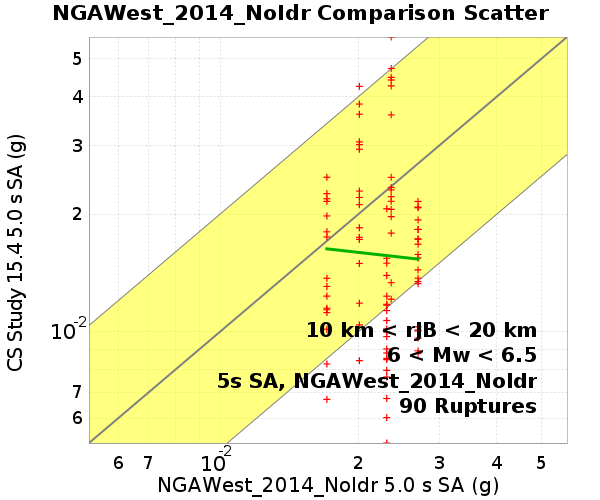 NGAWest_2014_NoIdr Comparison Scatter
CS Study 15.4 5.0 s SA (g)
5
4
3
2
10-2
7
6
10 km < rJB < 20 km
6 < Mw < 6.5
5s SA, NGAWest_2014_NoIdr
90 Ruptures
6 7 10-2 2 3 4 5
NGAWest_2014_NoIdr 5.0 s SA (g)